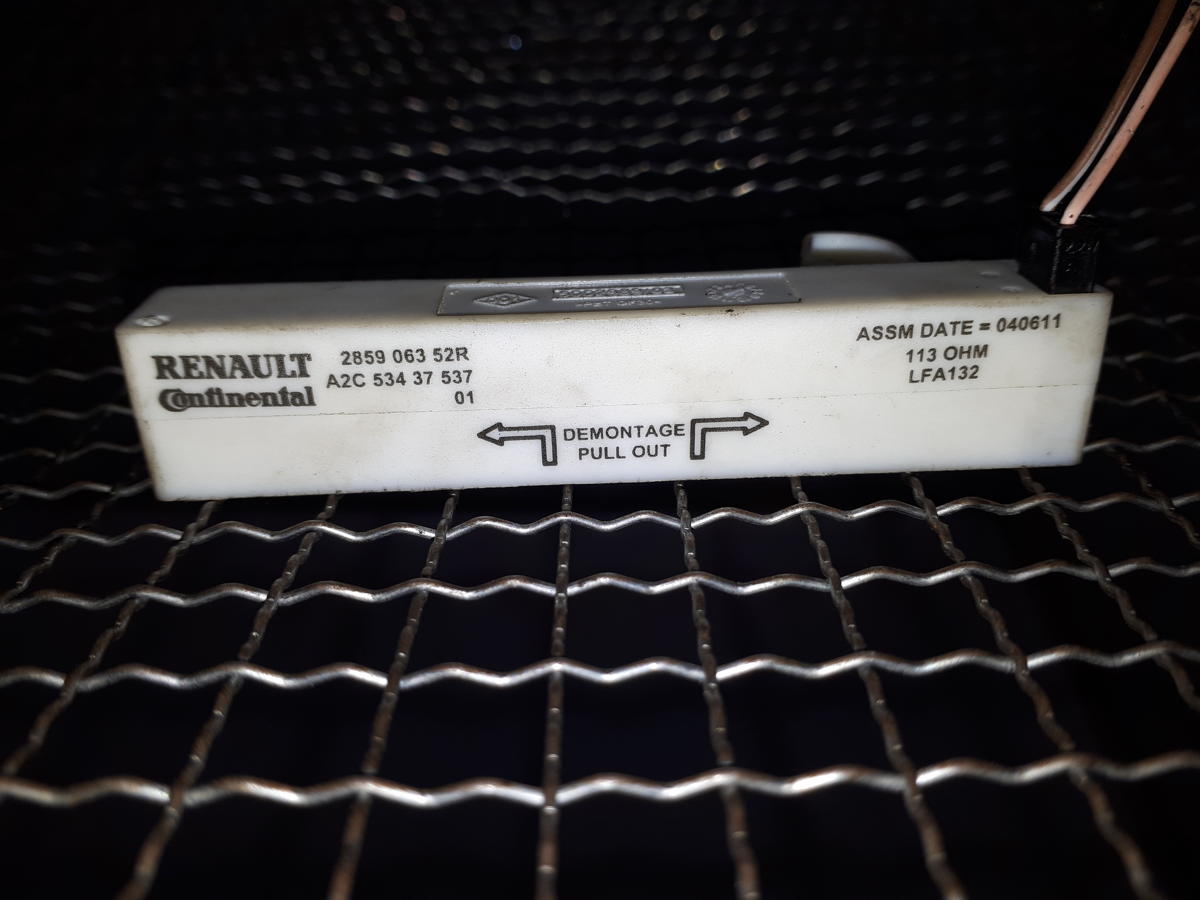 RENAULT
Continental
2859 063 52R
A2C 534 37 537
01
DEMONTAGE
PULL OUT
ASSM DATE = 040611
113 OHM
LFA132